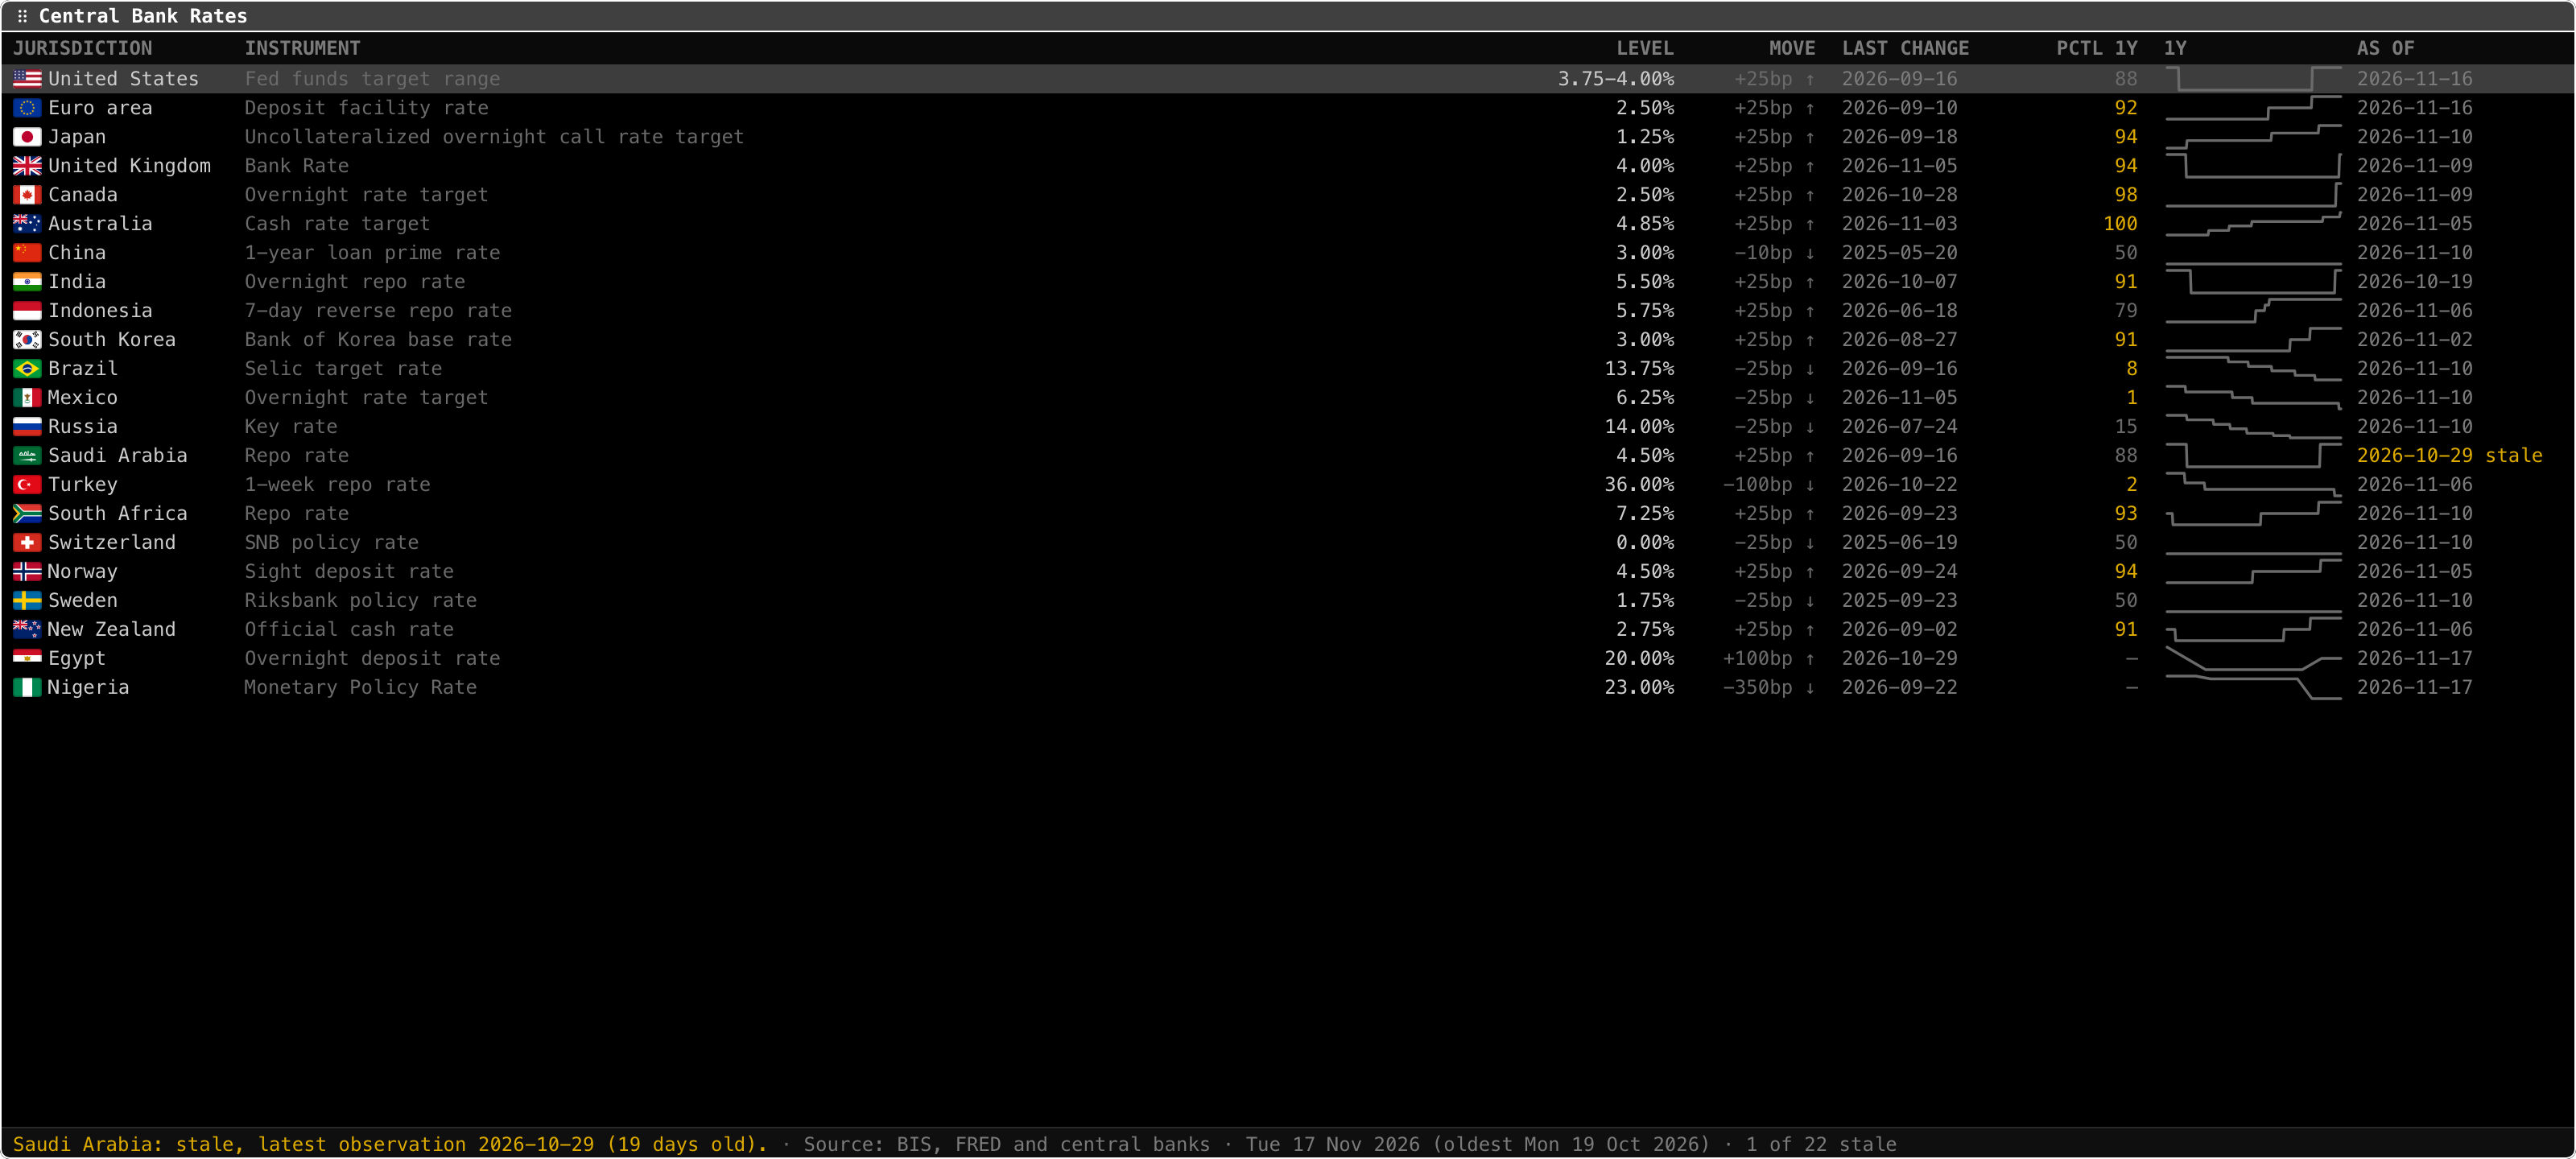 Central Bank Rates
JURISDICTION INSTRUMENT LEVEL MOVE LAST CHANGE PCTL 1Y 1Y AS OF
United States Fed funds target range 3.75–4.00% +25bp ↑ 2026-09-16 88 2026-11-16
Euro area Deposit facility rate 2.50% +25bp ↑ 2026-09-10 92 2026-11-16
Japan Uncollateralized overnight call rate target 1.25% +25bp ↑ 2026-09-18 94 2026-11-10
United Kingdom Bank Rate 4.00% +25bp ↑ 2026-11-05 94 2026-11-09
Canada Overnight rate target 2.50% +25bp ↑ 2026-10-28 98 2026-11-09
Australia Cash rate target 4.85% +25bp ↑ 2026-11-03 100 2026-11-05
China 1-year loan prime rate 3.00% −10bp ↓ 2025-05-20 50 2026-11-10
India Overnight repo rate 5.50% +25bp ↑ 2026-10-07 91 2026-10-19
Indonesia 7-day reverse repo rate 5.75% +25bp ↑ 2026-06-18 79 2026-11-06
South Korea Bank of Korea base rate 3.00% +25bp ↑ 2026-08-27 91 2026-11-02
Brazil Selic target rate 13.75% −25bp ↓ 2026-09-16 8 2026-11-10
Mexico Overnight rate target 6.25% −25bp ↓ 2026-11-05 1 2026-11-10
Russia Key rate 14.00% −25bp ↓ 2026-07-24 15 2026-11-10
Saudi Arabia Repo rate 4.50% +25bp ↑ 2026-09-16 88 2026-10-29 stale
Turkey 1-week repo rate 36.00% −100bp ↓ 2026-10-22 2 2026-11-06
South Africa Repo rate 7.25% +25bp ↑ 2026-09-23 93 2026-11-10
Switzerland SNB policy rate 0.00% −25bp ↓ 2025-06-19 50 2026-11-10
Norway Sight deposit rate 4.50% +25bp ↑ 2026-09-24 94 2026-11-05
Sweden Riksbank policy rate 1.75% −25bp ↓ 2025-09-23 50 2026-11-10
New Zealand Official cash rate 2.75% +25bp ↑ 2026-09-02 91 2026-11-06
Egypt Overnight deposit rate 20.00% +100bp ↑ 2026-10-29 — 2026-11-17
Nigeria Monetary Policy Rate 23.00% −350bp ↓ 2026-09-22 — 2026-11-17
Saudi Arabia: stale, latest observation 2026-10-29 (19 days old). · Source: BIS, FRED and central banks · Tue 17 Nov 2026 (oldest Mon 19 Oct 2026) · 1 of 22 stale